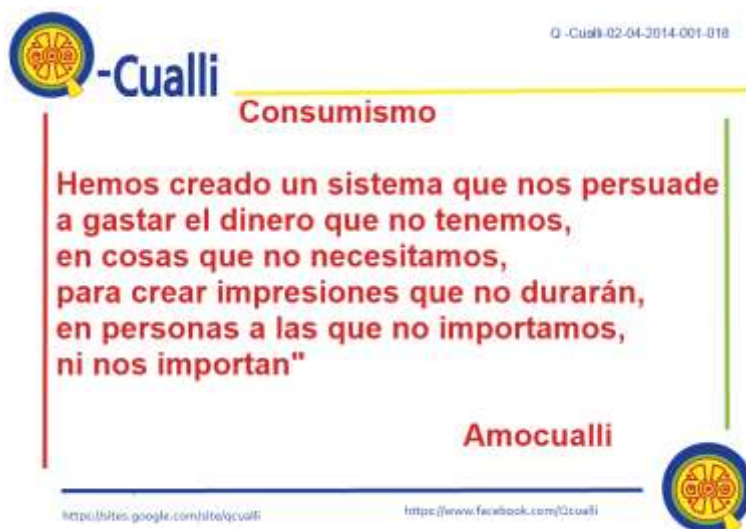 Q -Cualli-02-04-2014-001-018
Q-Cualli
Consumismo
Hemos creado un sistema que nos persuade
a gastar el dinero que no tenemos,
en cosas que no necesitamos,
para crear impresiones que no durarán,
en personas a las que no importamos,
ni nos importan"
Amocualli
https://sites.google.com/site/qcualli
https://www.facebook.com/Qcualli